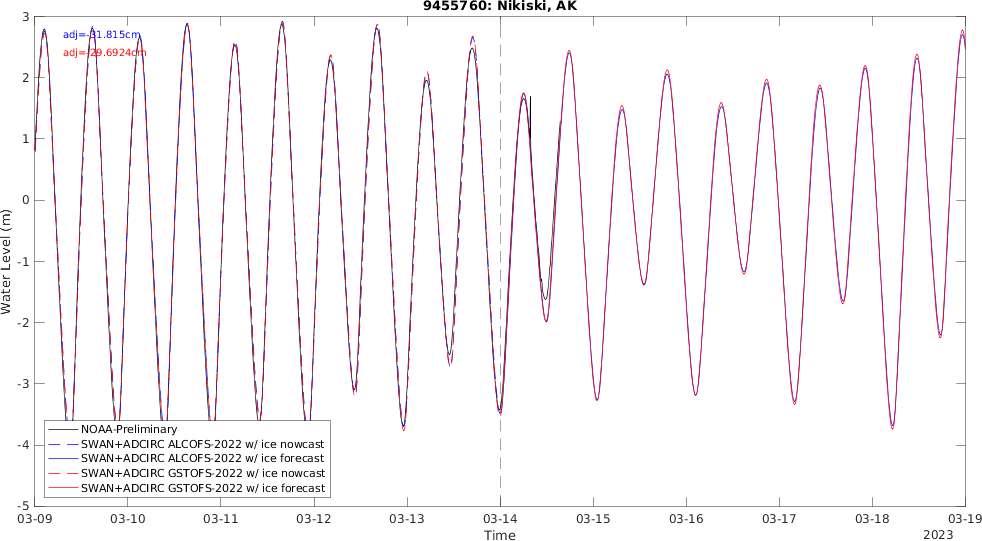 9455760: Nikiski, AK
adj=-31.815cm
adj=-29.6924cm
3
2
1
0
-1
-2
-3
-4
-5
Water Level (m)
NOAA-Preliminary
SWAN+ADCIRC ALCOFS-2022 w/ ice nowcast
SWAN+ADCIRC ALCOFS-2022 w/ ice forecast
SWAN+ADCIRC GSTOFS-2022 w/ ice nowcast
SWAN+ADCIRC GSTOFS-2022 w/ ice forecast
03-09 03-10 03-11 03-12 03-13 03-14 03-15 03-16 03-17 03-18 03-19
Time
2023